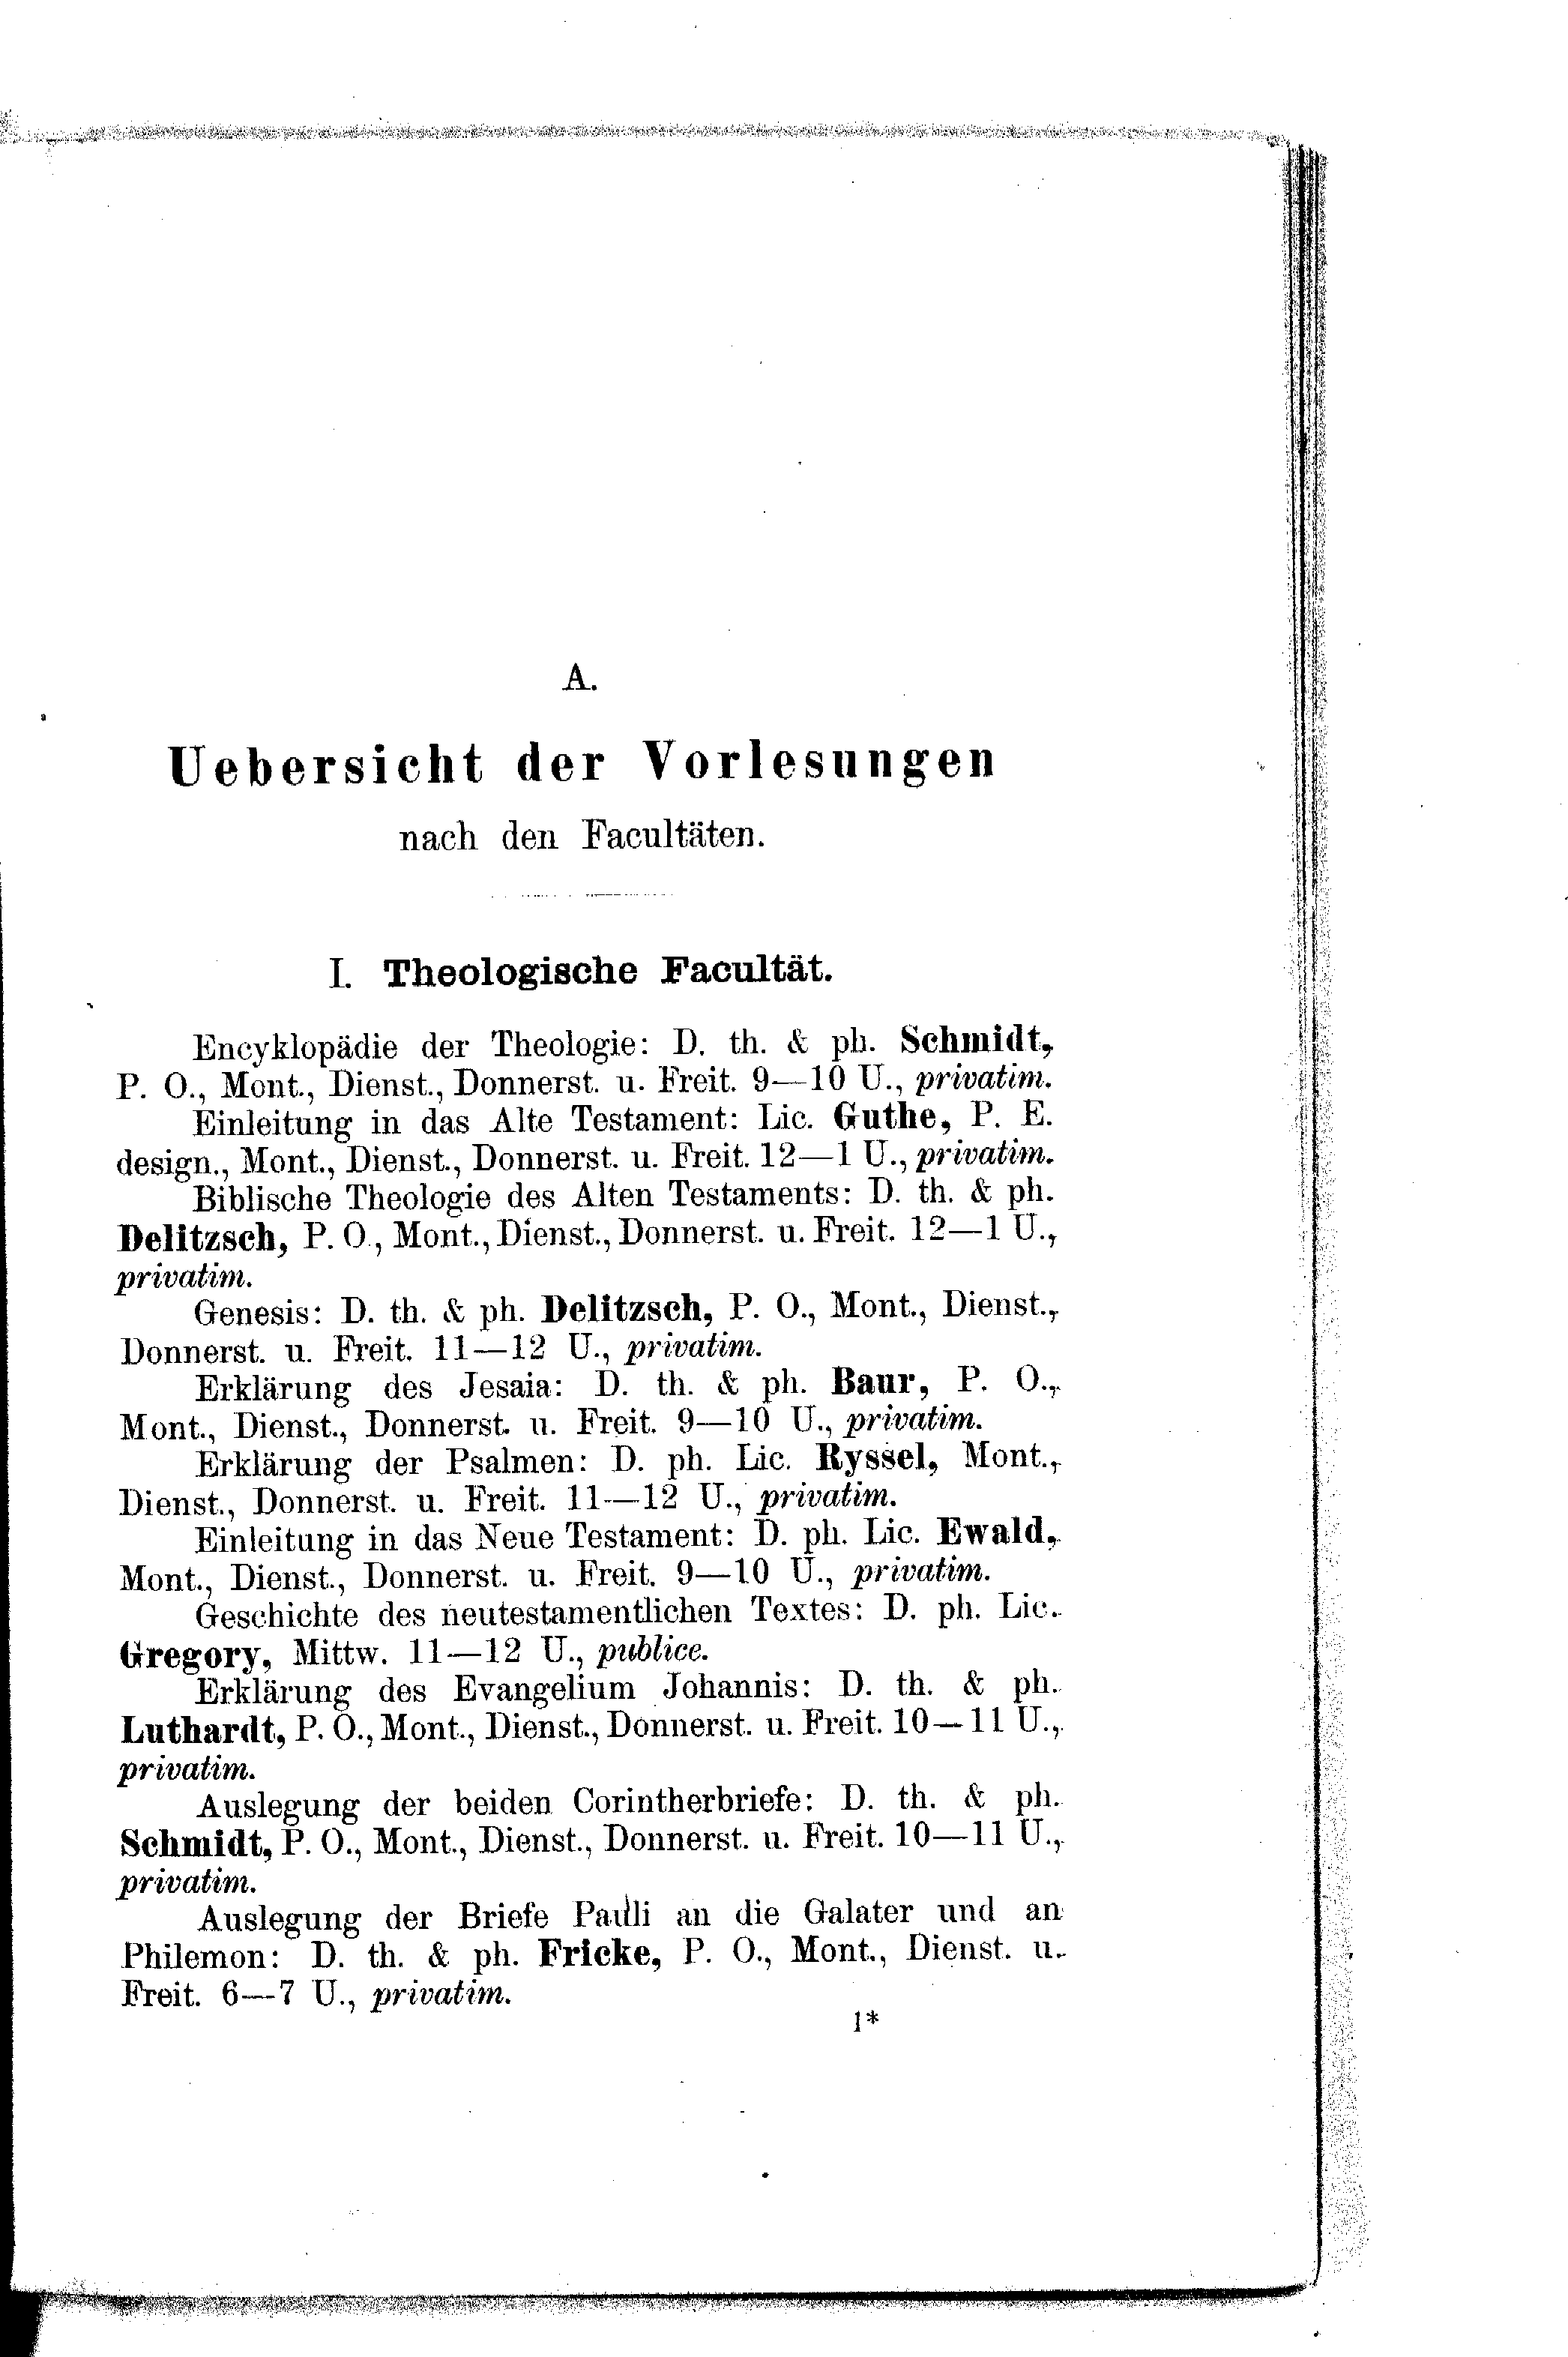 A.
Uebersicht der Vorlesungen
nach den Facultäten.
I. Theologische Facultät.
Encyklopädie der Theologie: D. th. & ph. Schmidt,
P. O., Mont., Dienst., Donnerst. u. Freit. 9—10 U., privatim.
Einleitung in das Alte Testament: Lic. Guthe, P. E.
design., Mont., Dienst., Donnerst. u. Freit. 12—1 U., privatim.
Biblische Theologie des Alten Testaments: D. th. & ph.
Delitzsch, P. O., Mont., Dienst., Donnerst. u. Freit. 12—1 U.,
privatim.
Genesis: D. th. & ph. Delitzsch, P. O., Mont., Dienst.,
Donnerst. u. Freit. 11—12 U., privatim.
Erklärung des Jesaia: D. th. & ph. Baur, P. O.,
Mont., Dienst., Donnerst. u. Freit. 9—10 U., privatim.
Erklärung der Psalmen: D. ph. Lic. Ryssel, Mont.,
Dienst., Donnerst. u. Freit. 11—12 U., privatim.
Einleitung in das Neue Testament: D. ph. Lic. Ewald,
Mont., Dienst., Donnerst. u. Freit. 9—10 U., privatim.
Geschichte des neutestamentlichen Textes: D. ph. Lic.
Gregory, Mittw. 11—12 U., publice.
Erklärung des Evangelium Johannis: D. th. & ph.
Luthardt, P. O., Mont., Dienst., Donnerst. u. Freit. 10—11 U.,
privatim.
Auslegung der beiden Corintherbriefe: D. th. & ph.
Schmidt, P. O., Mont., Dienst., Donnerst. u. Freit. 10—11 U.,
privatim.
Auslegung der Briefe Pauli an die Galater und an
Philemon: D. th. & ph. Fricke, P. O., Mont., Dienst. u.
Freit. 6—7 U., privatim.
1*